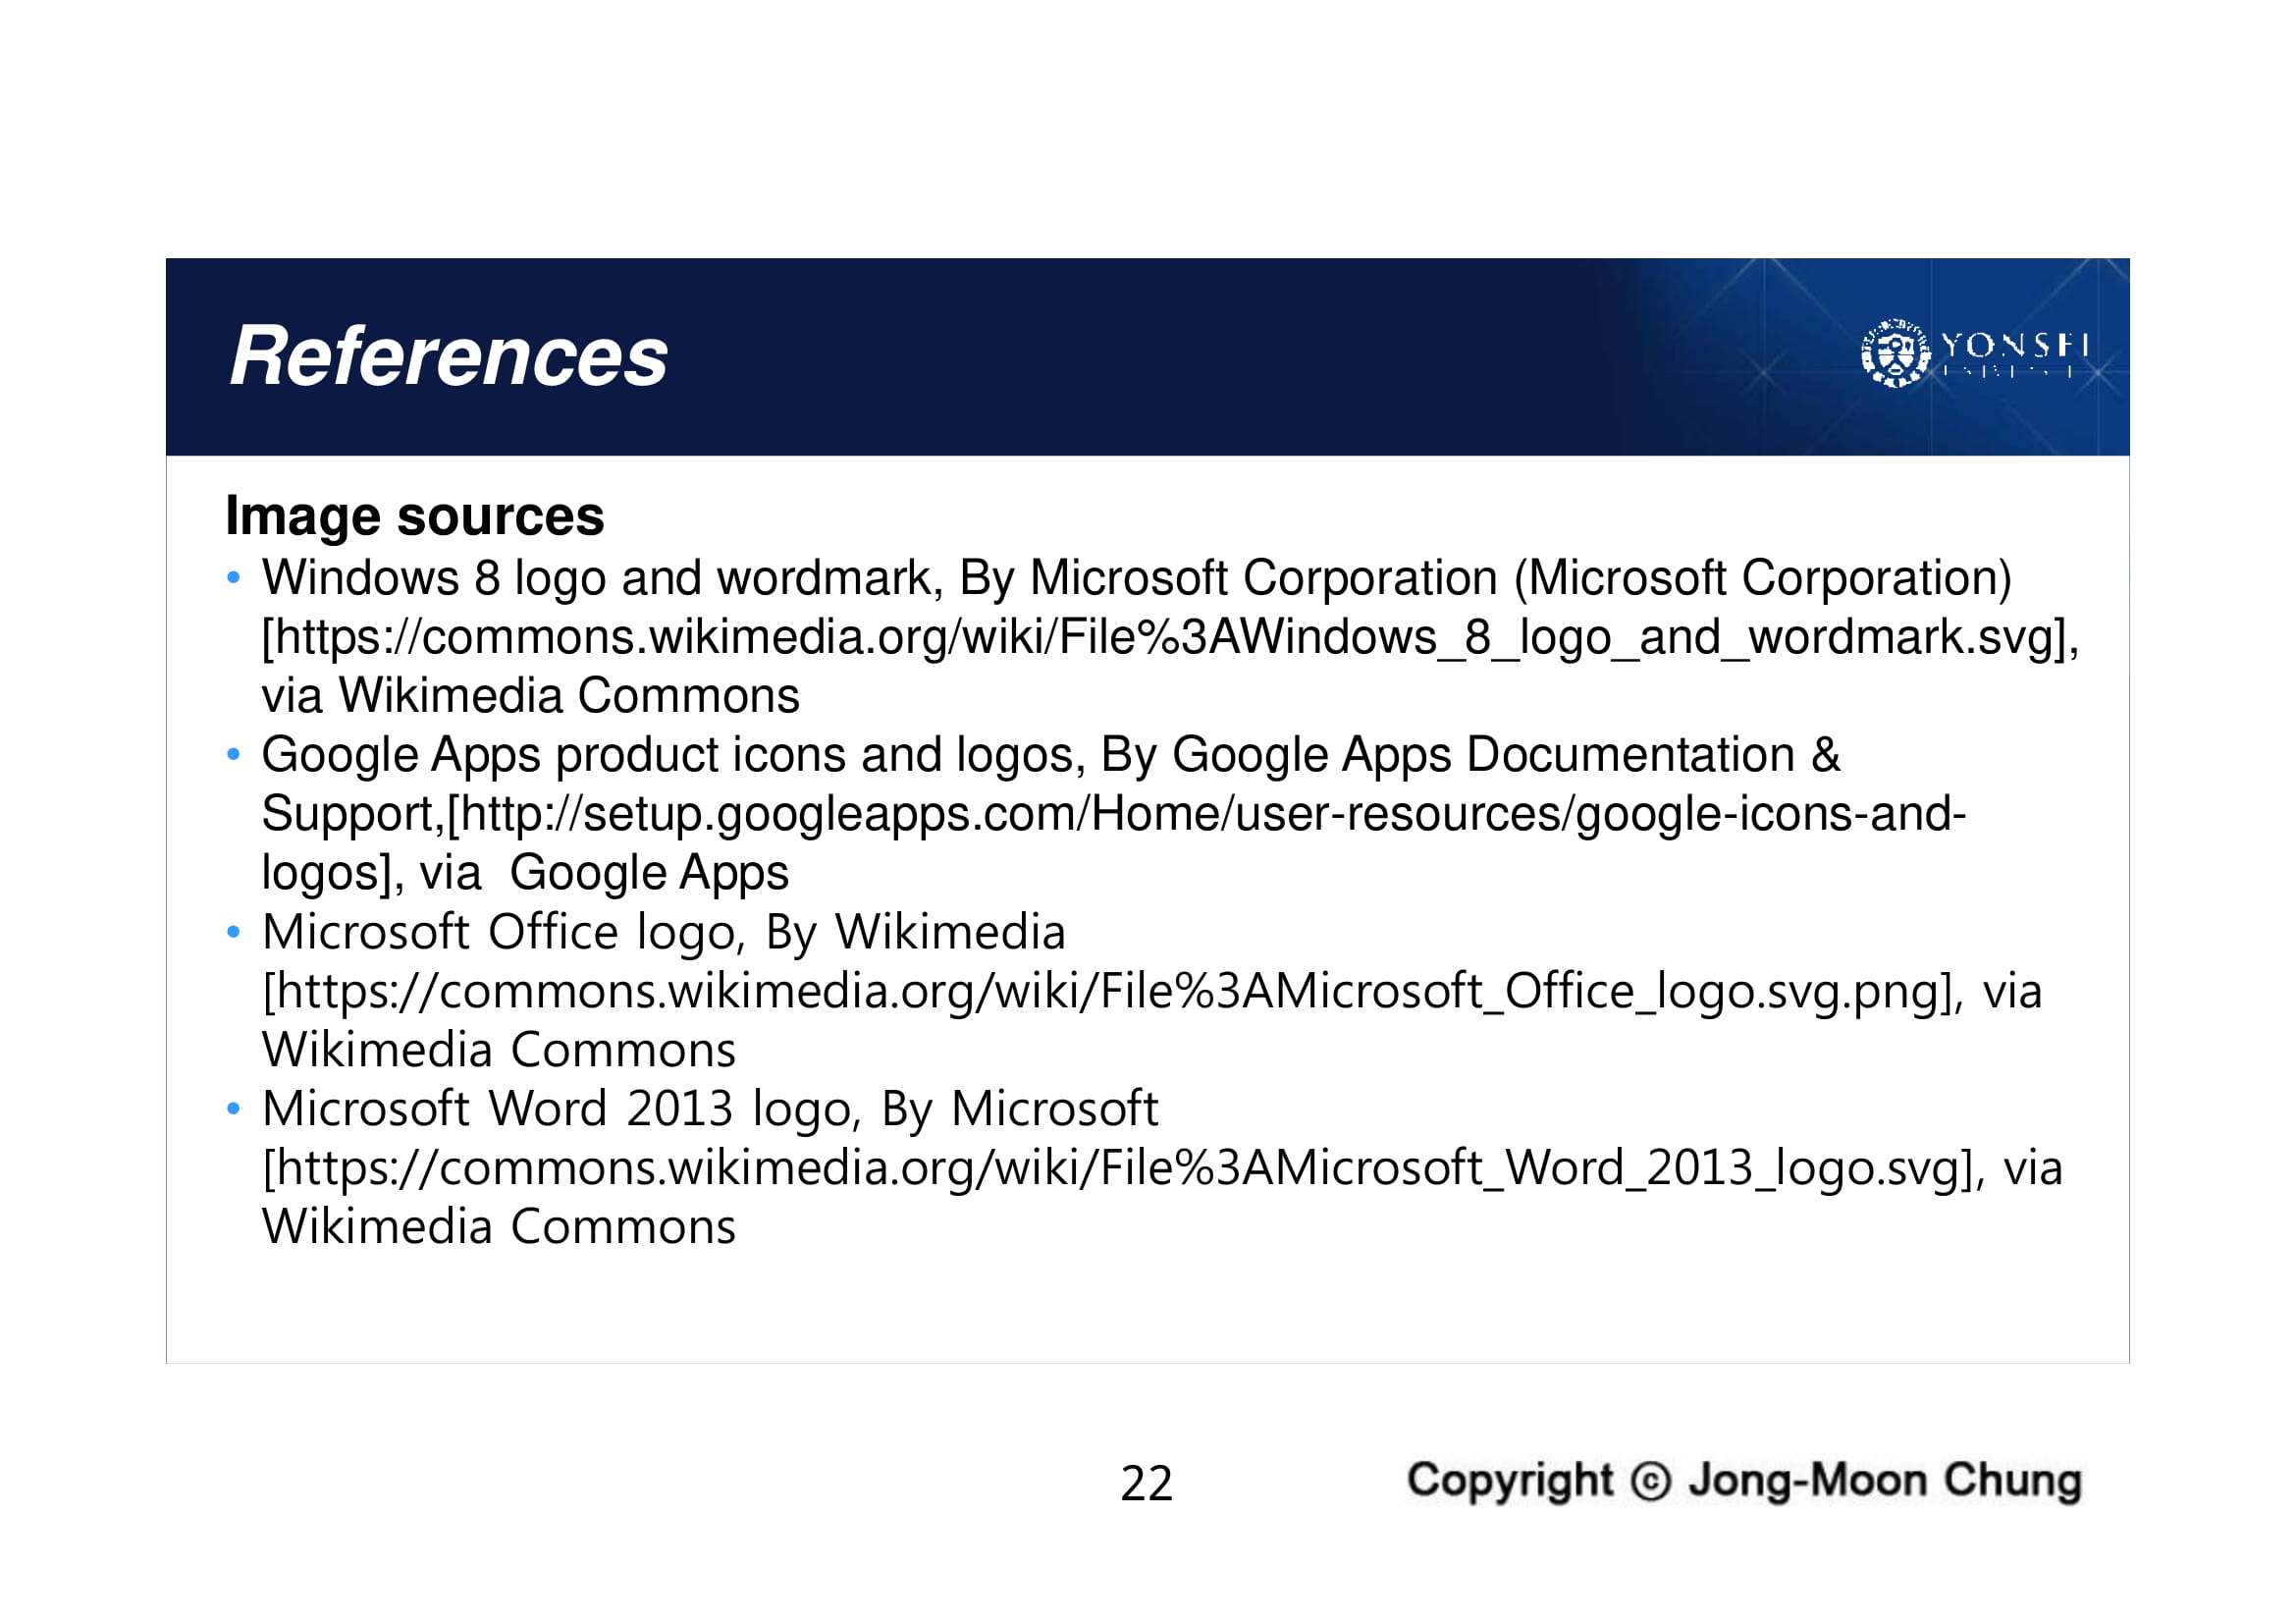 References
YONSEI
Image sources
• Windows 8 logo and wordmark, By Microsoft Corporation (Microsoft Corporation)
[https://commons.wikimedia.org/wiki/File%3AWindows_8_logo_and_wordmark.svg],
via Wikimedia Commons
• Google Apps product icons and logos, By Google Apps Documentation &
Support,[http://setup.googleapps.com/Home/user-resources/google-icons-and-
logos], via  Google Apps
• Microsoft Office logo, By Wikimedia
[https://commons.wikimedia.org/wiki/File%3AMicrosoft_Office_logo.svg.png], via
Wikimedia Commons
• Microsoft Word 2013 logo, By Microsoft
[https://commons.wikimedia.org/wiki/File%3AMicrosoft_Word_2013_logo.svg], via
Wikimedia Commons
22
Copyright ⓒ Jong-Moon Chung